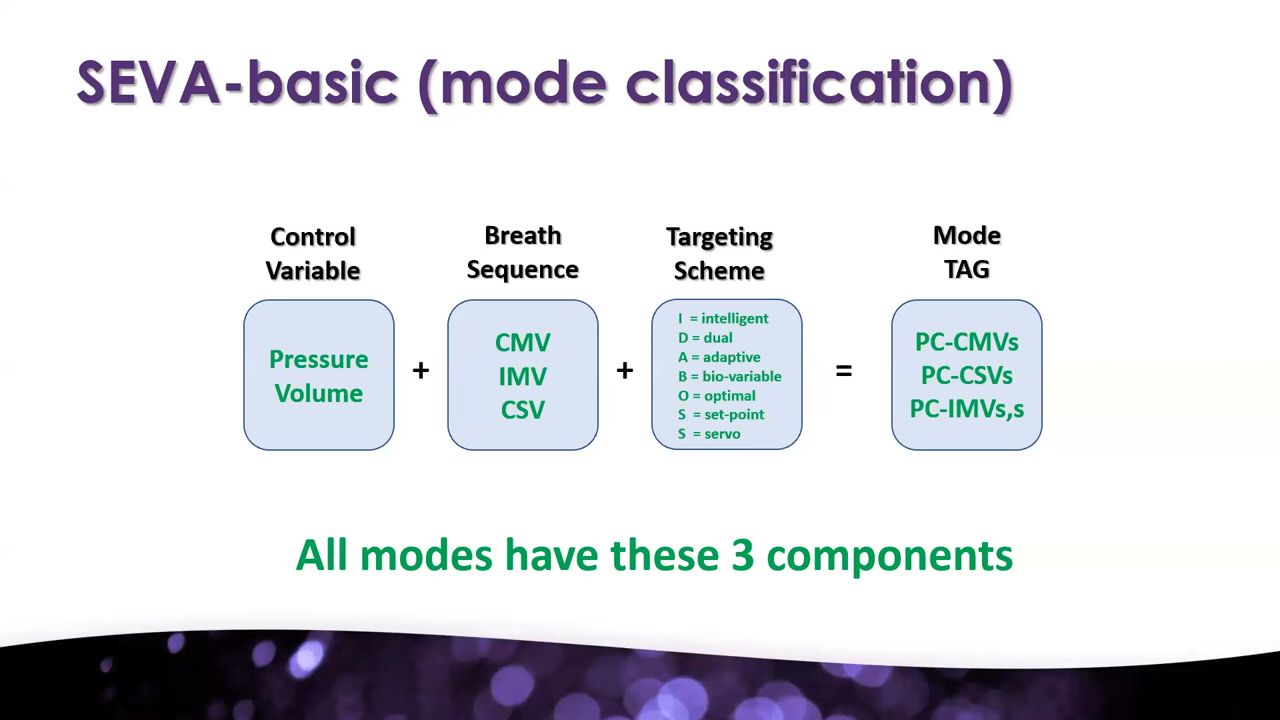 SEVA-basic (mode classification)
Control
Variable
Pressure
Volume
+
Breath
Sequence
CMV
IMV
CSV
+
Targeting
Scheme
I = intelligent
D = dual
A = adaptive
B = bio-variable
O = optimal
S = set-point
S = servo
=
Mode
TAG
PC-CMVs
PC-CSVs
PC-IMVs,s
All modes have these 3 components